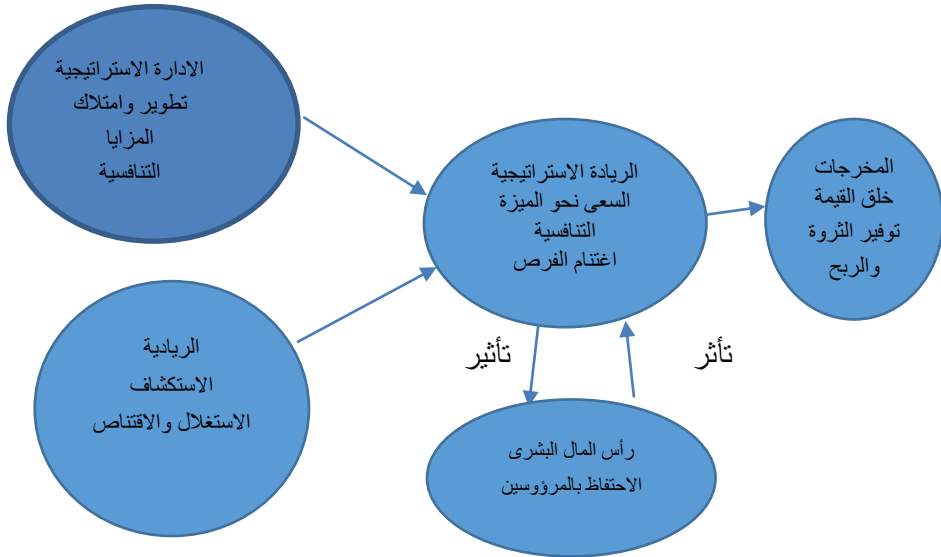 الادارة الاستراتيجية
تطوير وامتلاك
المزايا
التنافسية
الريادة الاستراتيجية
السعى نحو الميزة
التنافسية
اغتنام الفرص
المخرجات
خلق القيمة
توفير الثروة
والربح
الريادية
الاستكشاف
الاستغلال والاقتناص
تأثير
تأثر
رأس المال البشرى
الاحتفاظ بالمرؤوسين